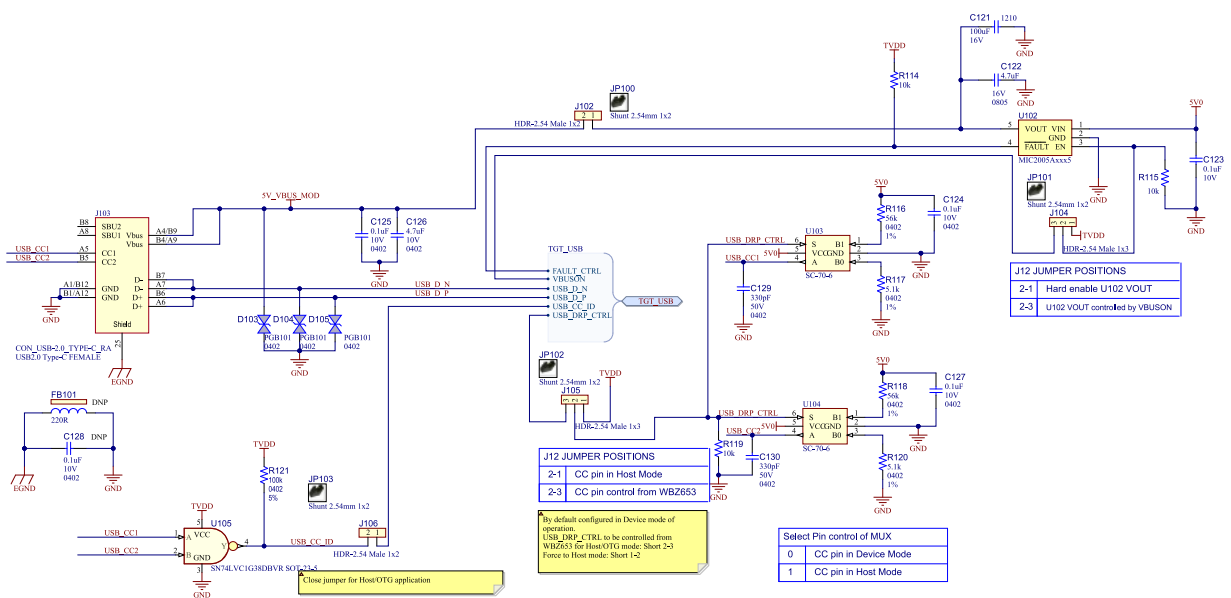 C121
1210
100uF
16V
GND
C122
4.7uF
16V
0805
GND
TVDD
R114
10k
JP100
Shunt 2.54mm 1x2
J102
2 1
HDR-2.54 Male 1x2
5V0
U102
5 VOUT VIN 1
GND 2
4 FAULT EN 3
MIC2005Axxx5
GND
R115
10k
C123
0.1uF
10V
GND
JP101
Shunt 2.54mm 1x2
J104
3 2 1
TVDD
HDR-2.54 Male 1x3
J12 JUMPER POSITIONS
2-1 Hard enable U102 VOUT
2-3 U102 VOUT controlled by VBUSON
5V_VBUS_MOD
J103
B8 SBU2
A8 SBU1
Vbus A4/B9
Vbus B4/A9
USB_CC1 A5 CC1
USB_CC2 B5 CC2
D- B7
D- A7
A1/B12 GND
B1/A12 GND
D+ B6
D+ A6
Shield
25
GND
CON_USB-2.0_TYPE-C_RA
USB2.0 Type-C FEMALE
EGND
C125
0.1uF
10V
0402
C126
4.7uF
10V
0402
GND
USB_D_N
USB_D_P
D103
PGB101
0402
D104
PGB101
0402
D105
PGB101
0402
GND
TGT_USB
FAULT_CTRL
VBUSON
USB_D_N
USB_D_P
USB_CC_ID
USB_DRP_CTRL
TGT_USB
5V0
R116
56k
0402
1%
C124
0.1uF
10V
0402
GND
USB_DRP_CTRL
5V0
USB_CC1
U103
6 S B1 1
5 VCC GND 2
4 A B0 3
SC-70-6
C129
330pF
50V
0402
GND
R117
5.1k
0402
1%
GND
JP102
Shunt 2.54mm 1x2
J105
3 2 1
TVDD
HDR-2.54 Male 1x3
5V0
R118
56k
0402
1%
C127
0.1uF
10V
0402
GND
USB_DRP_CTRL
5V0
USB_CC2
U104
6 S B1 1
5 VCC GND 2
4 A B0 3
SC-70-6
R119
10k
C130
330pF
50V
0402
GND
R120
5.1k
0402
1%
GND
FB101
DNP
220R
C128
DNP
0.1uF
10V
0402
EGND
GND
J12 JUMPER POSITIONS
2-1 CC pin in Host Mode
2-3 CC pin control from WBZ653
By default configured in Device mode of
operation.
USB_DRP_CTRL to be controlled from
WBZ653 for Host/OTG mode: Short 2-3
Force to Host mode: Short 1-2
TVDD
R121
100k
0402
5%
JP103
Shunt 2.54mm 1x2
J106
2 1
HDR-2.54 Male 1x2
TVDD
U105
USB_CC1 1 A
USB_CC2 2 B
5 VCC
Y 4
GND
3
GND
USB_CC_ID
SN74LVC1G38DBVR SOT-23-5
Close jumper for Host/OTG application
Select Pin control of MUX
0 CC pin in Device Mode
1 CC pin in Host Mode